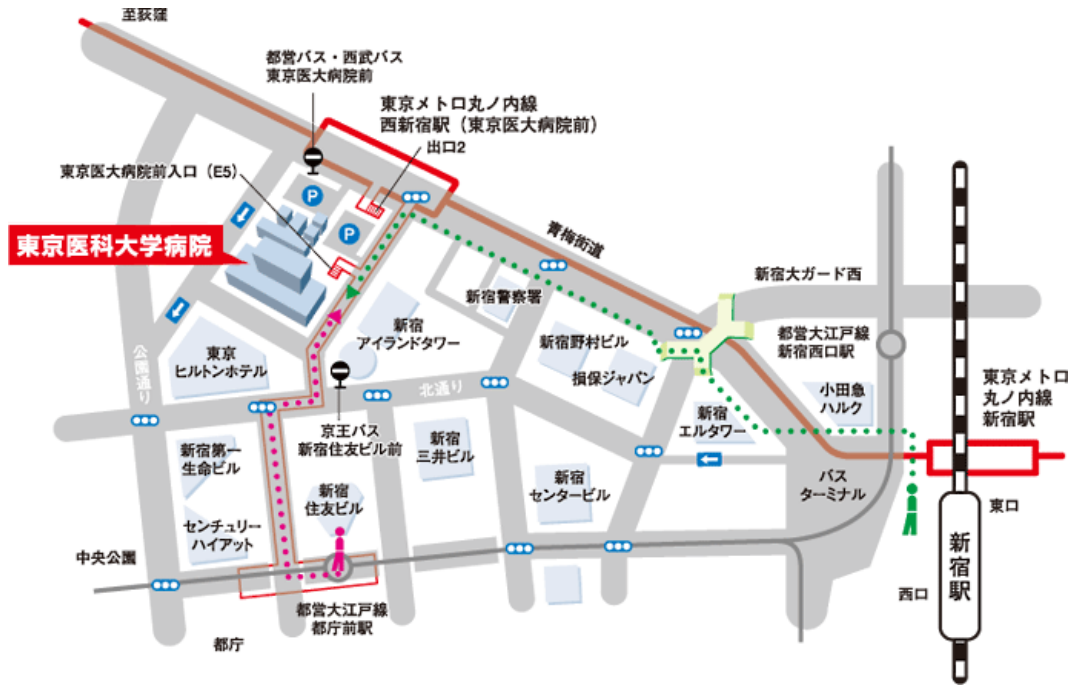 至荻窪
都営バス・西武バス
東京医大病院前
東京メトロ丸ノ内線
西新宿駅（東京医大病院前）
出口2
東京医大病院前入口（E5）
P
P
東京医科大学病院
青梅街道
新宿大ガード西
新宿警察署
新宿
アイランドタワー
新宿野村ビル
損保ジャパン
都営大江戸線
新宿西口駅
小田急
ハルク
東京メトロ
丸ノ内線
新宿駅
公園通り
東京
ヒルトンホテル
北通り
新宿
エルタワー
京王バス
新宿住友ビル前
新宿第一
生命ビル
新宿
三井ビル
新宿
センタービル
バス
ターミナル
東口
新宿
住友ビル
センチュリー
ハイアット
中央公園
新宿駅
西口
都営大江戸線
都庁前駅
都庁